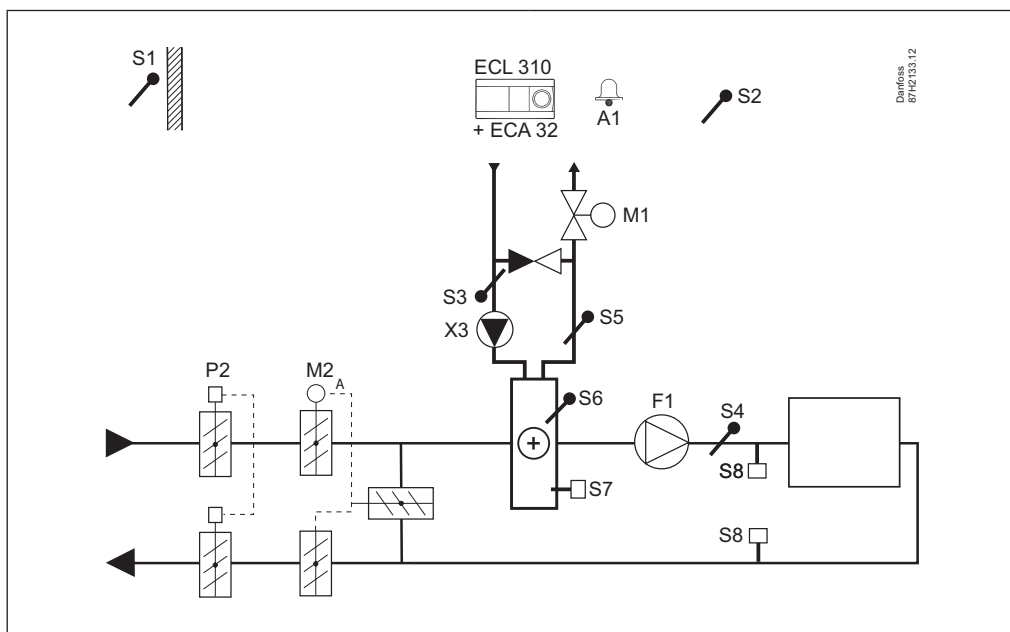 S1
ECL 310
+ ECA 32
A1
S2
Danfoss
87H2133.12
M1
S3
X3
S5
P2
M2
A
S6
F1
S4
S8
S7
S8